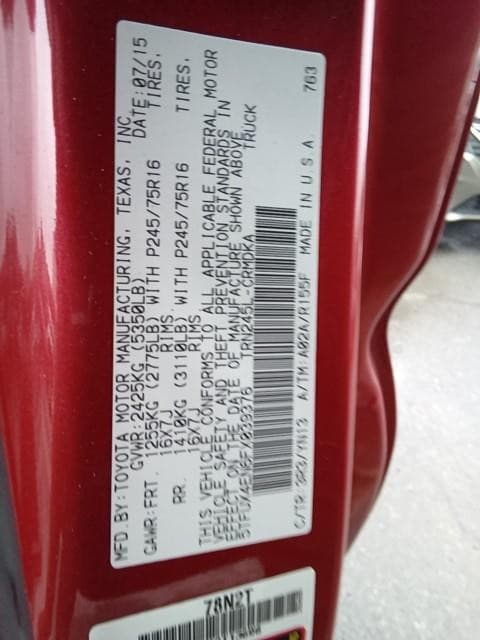 MFD.BY:TOYOTA MOTOR MANUFACTURING, TEXAS, INC.
GVWR:2425KG (5350LB) DATE:07/15
GAWR:FRT. 1255KG (2775LB) WITH P245/75R16 TIRES,
16X7J RIMS.
RR. 1410KG (3110LB) WITH P245/75R16 TIRES,
16X7J RIMS.
THIS VEHICLE CONFORMS TO ALL APPLICABLE FEDERAL MOTOR
VEHICLE SAFETY AND THEFT PREVENTION STANDARDS IN
EFFECT ON THE DATE OF MANUFACTURE SHOWN ABOVE.
5TFUX4EN6FX039376 TRN245L-CRMDKA TRUCK
C/TR:3R3/YN13 A/TM:A02A/R155F MADE IN U.S.A. 763
78N2T